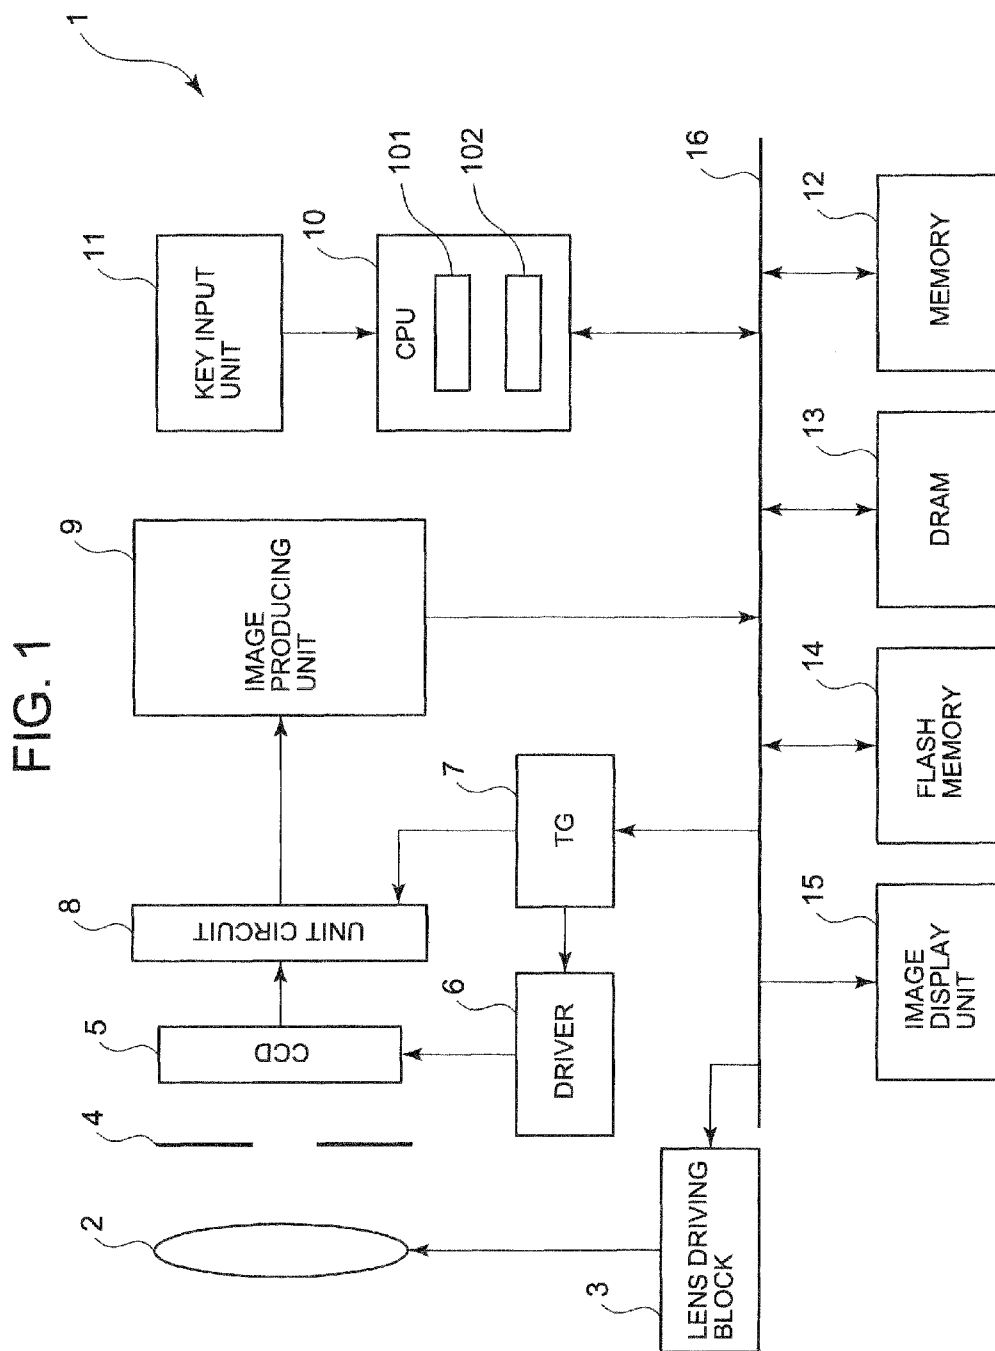 FIG. 1
1
2
3
LENS DRIVING
BLOCK
4
5
CCD
6
DRIVER
7
TG
8
UNIT CIRCUIT
9
IMAGE
PRODUCING
UNIT
11
KEY INPUT
UNIT
10
CPU
101
102
16
15
IMAGE
DISPLAY
UNIT
14
FLASH
MEMORY
13
DRAM
12
MEMORY